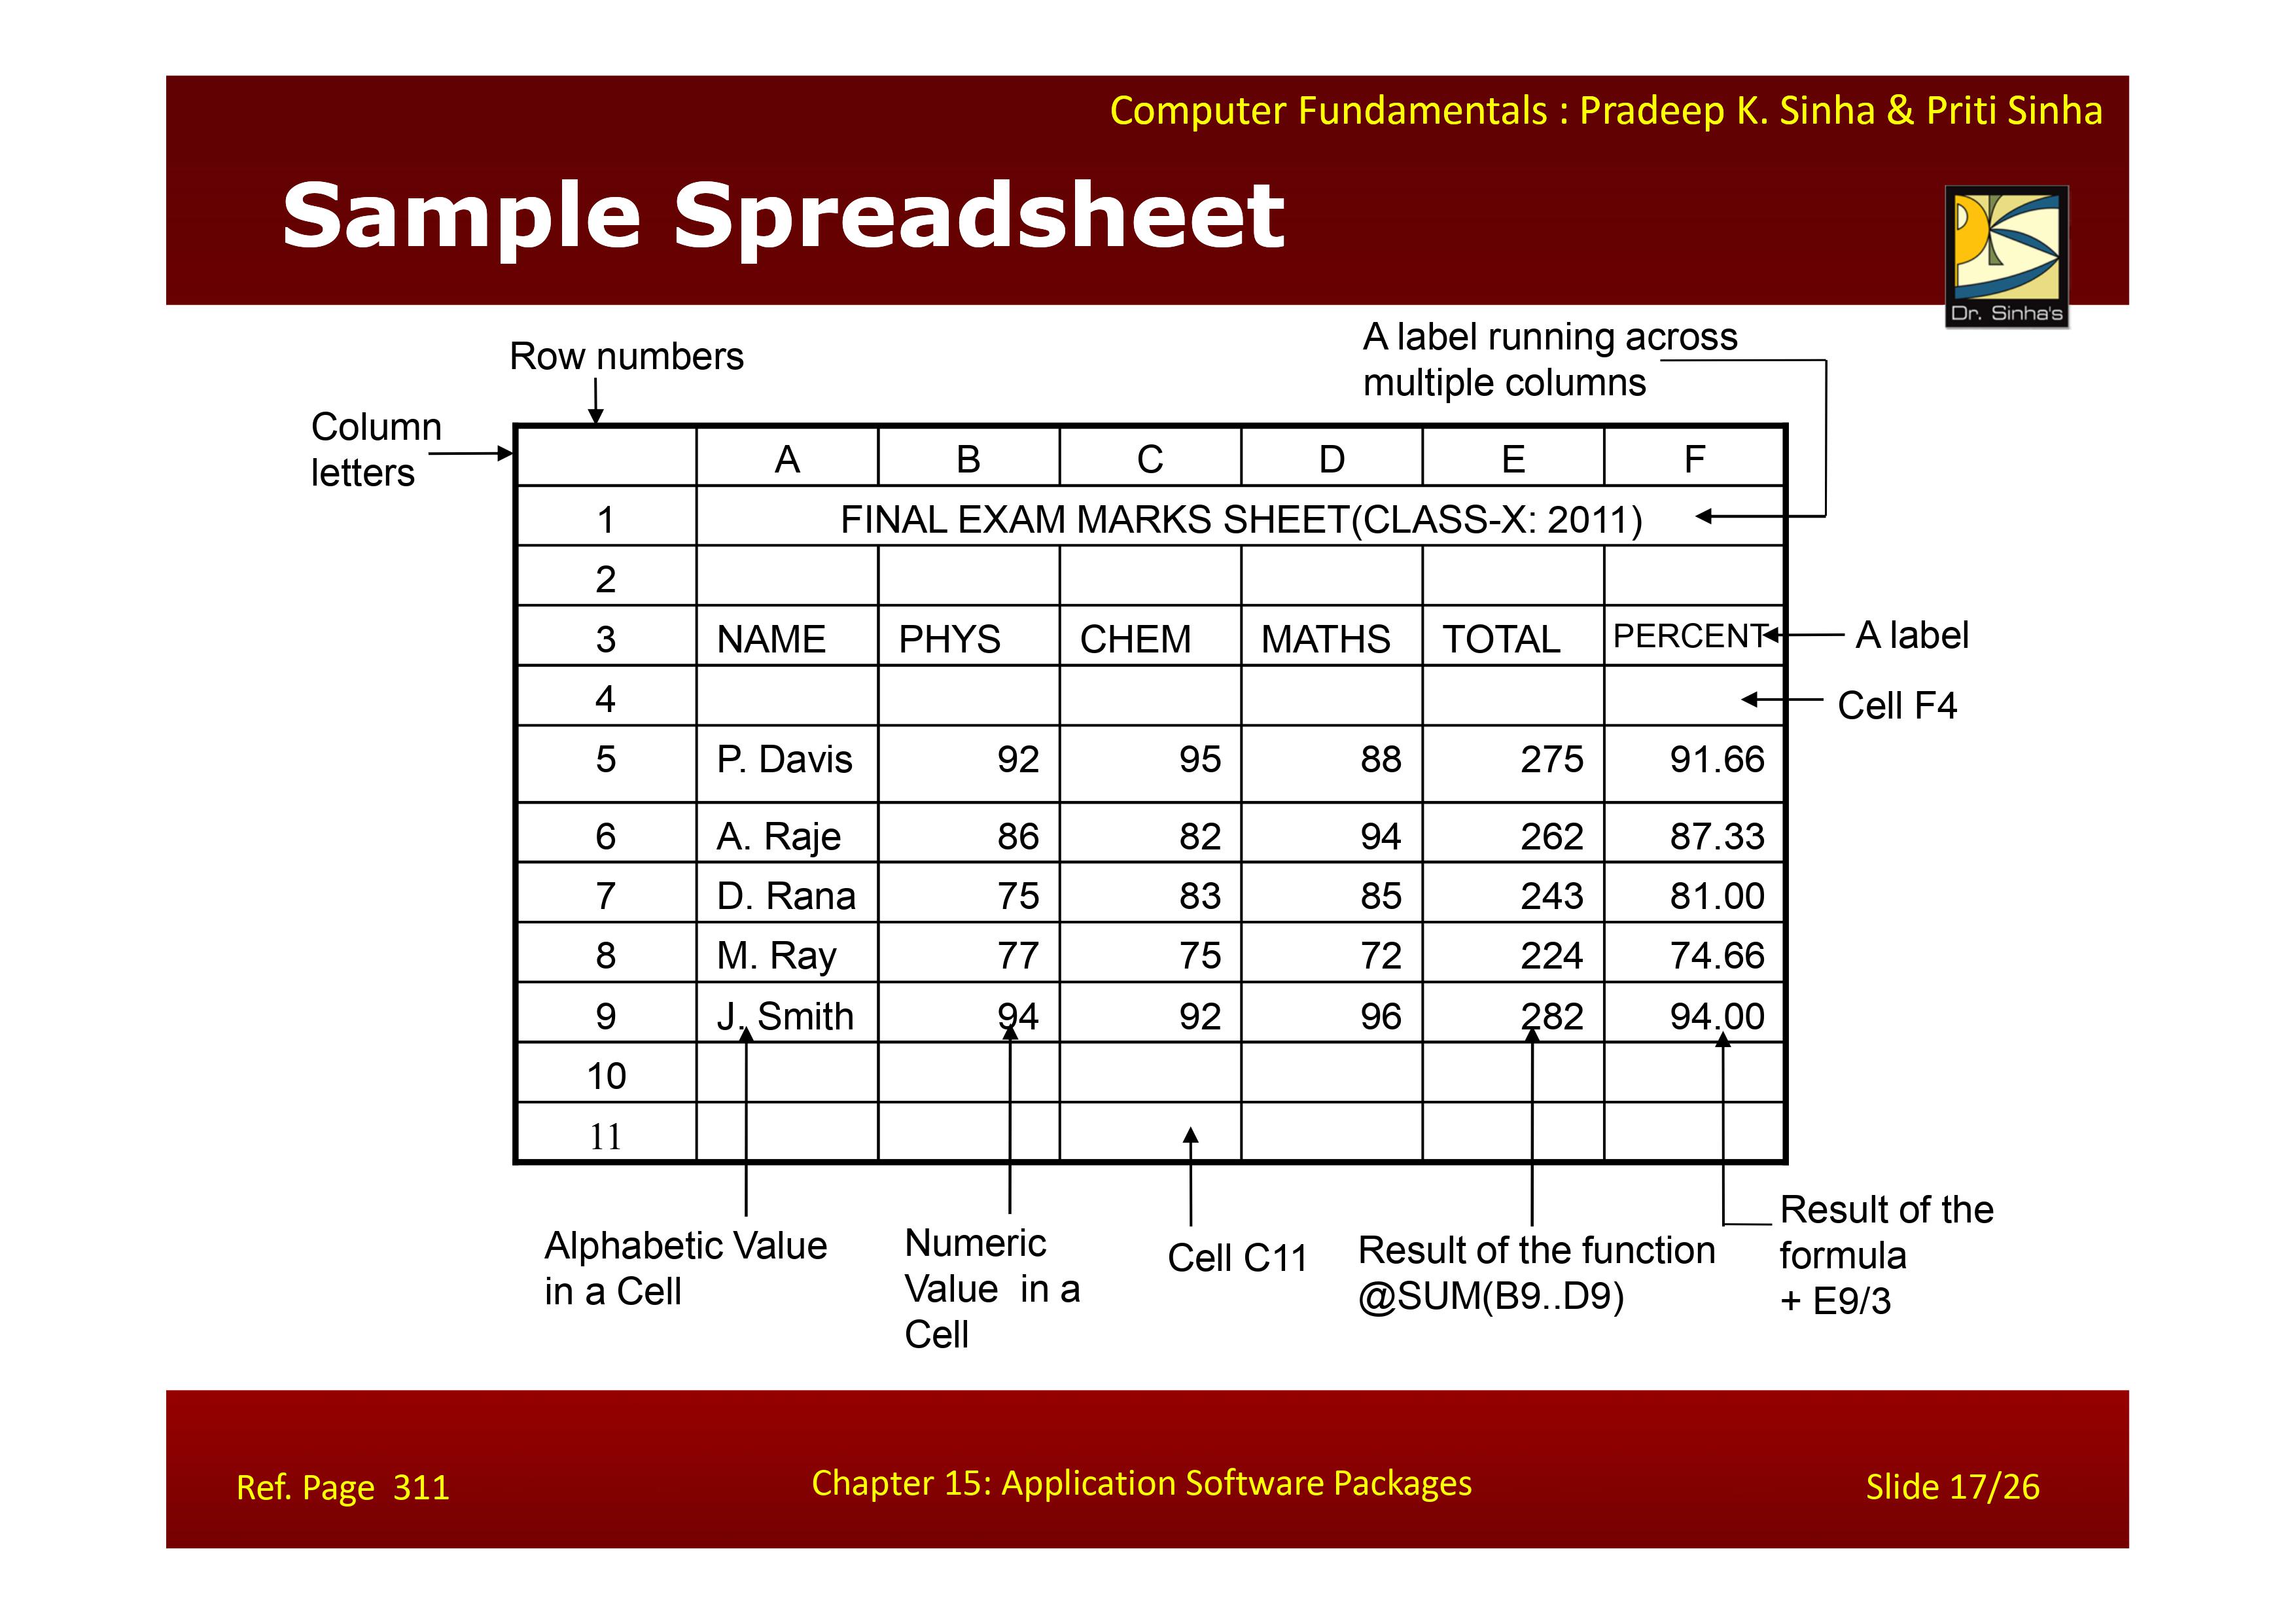 Computer Fundamentals : Pradeep K. Sinha & Priti Sinha
Sample Spreadsheet
Dr. Sinha's
Row numbers
A label running across
multiple columns
Column
letters
A B C D E F
1 FINAL EXAM MARKS SHEET(CLASS-X: 2011)
2
3 NAME PHYS CHEM MATHS TOTAL PERCENT
A label
4
Cell F4
5 P. Davis 92 95 88 275 91.66
6 A. Raje 86 82 94 262 87.33
7 D. Rana 75 83 85 243 81.00
8 M. Ray 77 75 72 224 74.66
9 J. Smith 94 92 96 282 94.00
10
11
Alphabetic Value
in a Cell
Numeric
Value in a
Cell
Cell C11
Result of the function
@SUM(B9..D9)
Result of the
formula
+ E9/3
Ref. Page 311
Chapter 15: Application Software Packages
Slide 17/26